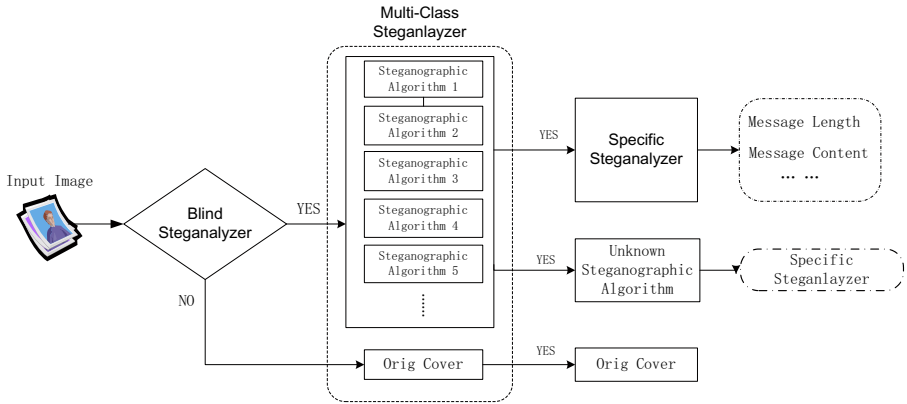 Multi-Class
Steganlayzer
Steganographic
Algorithm 1
Steganographic
Algorithm 2
Steganographic
Algorithm 3
Steganographic
Algorithm 4
Steganographic
Algorithm 5
......
Input Image
Blind
Steganalyzer
YES
NO
YES
Specific
Steganalyzer
Message Length
Message Content
... ...
YES
Unknown
Steganographic
Algorithm
Specific
Steganlayzer
Orig Cover
YES
Orig Cover